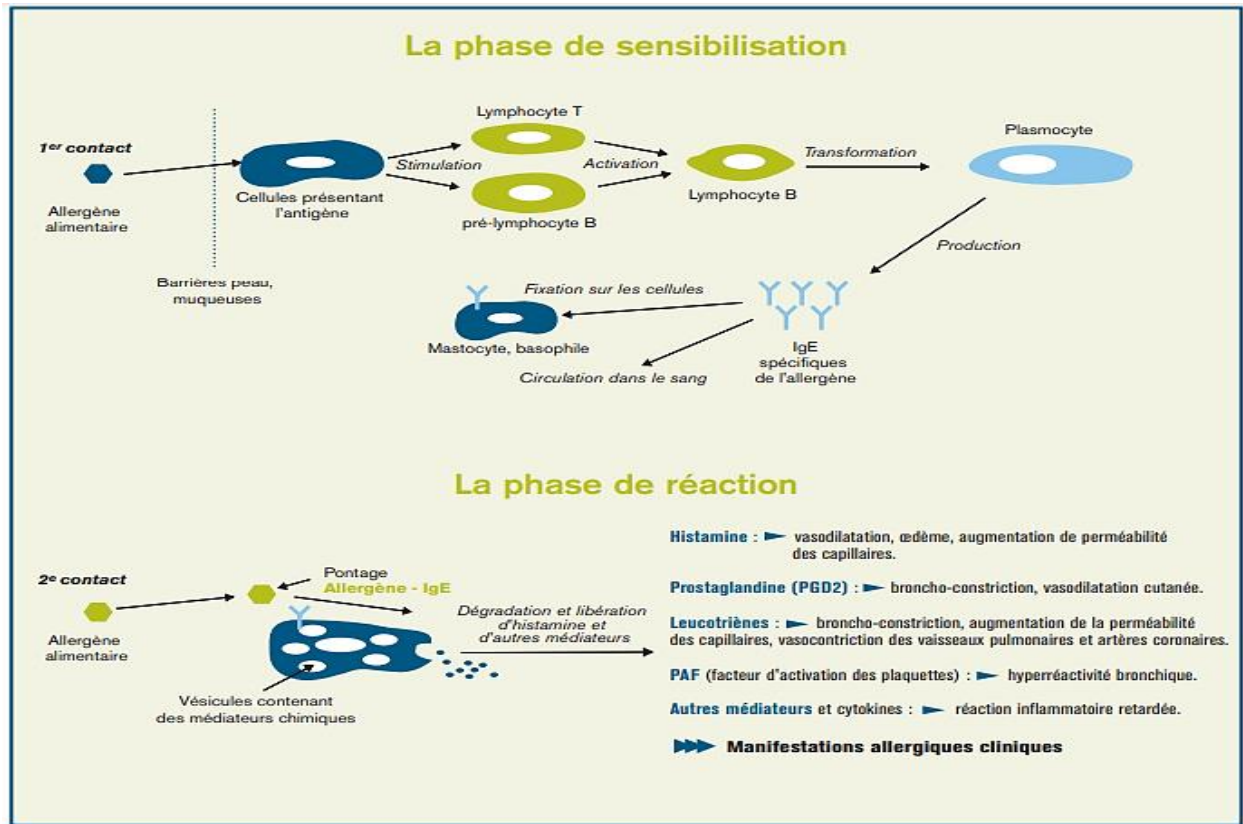 La phase de sensibilisation
1er contact
Allergène
alimentaire
Barrières peau,
muqueuses
Cellules présentant
l'antigène
Stimulation
Lymphocyte T
pré-lymphocyte B
Activation
Lymphocyte B
Transformation
Plasmocyte
Production
IgE
spécifiques
de l'allergène
Fixation sur les cellules
Mastocyte, basophile
Circulation dans le sang
La phase de réaction
2e contact
Allergène
alimentaire
Pontage
Allergène - IgE
Vésicules contenant
des médiateurs chimiques
Dégradation et libération
d'histamine et
d'autres médiateurs
Histamine : ► vasodilatation, œdème, augmentation de perméabilité
des capillaires.
Prostaglandine (PGD2) : ► broncho-constriction, vasodilatation cutanée.
Leucotriènes : ► broncho-constriction, augmentation de la perméabilité
des capillaires, vasocontriction des vaisseaux pulmonaires et artères coronaires.
PAF (facteur d'activation des plaquettes) : ► hyperréactivité bronchique.
Autres médiateurs et cytokines : ► réaction inflammatoire retardée.
►►► Manifestations allergiques cliniques